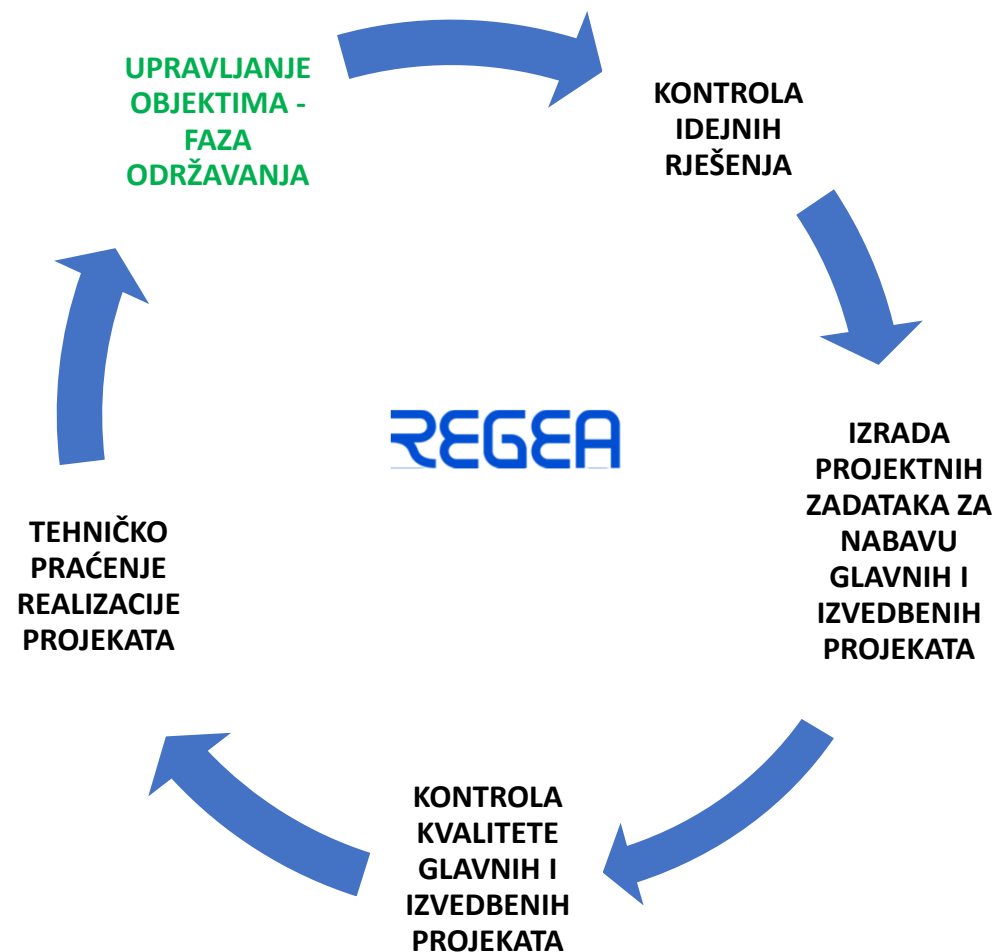 UPRAVLJANJE
OBJEKTIMA -
FAZA
ODRŽAVANJA
KONTROLA
IDEJNIH
RJEŠENJA
IZRADA
PROJEKTNIH
ZADATAKA ZA
NABAVU
GLAVNIH I
IZVEDBENIH
PROJEKATA
KONTROLA
KVALITETE
GLAVNIH I
IZVEDBENIH
PROJEKATA
TEHNIČKO
PRAĆENJE
REALIZACIJE
PROJEKATA
REGEA